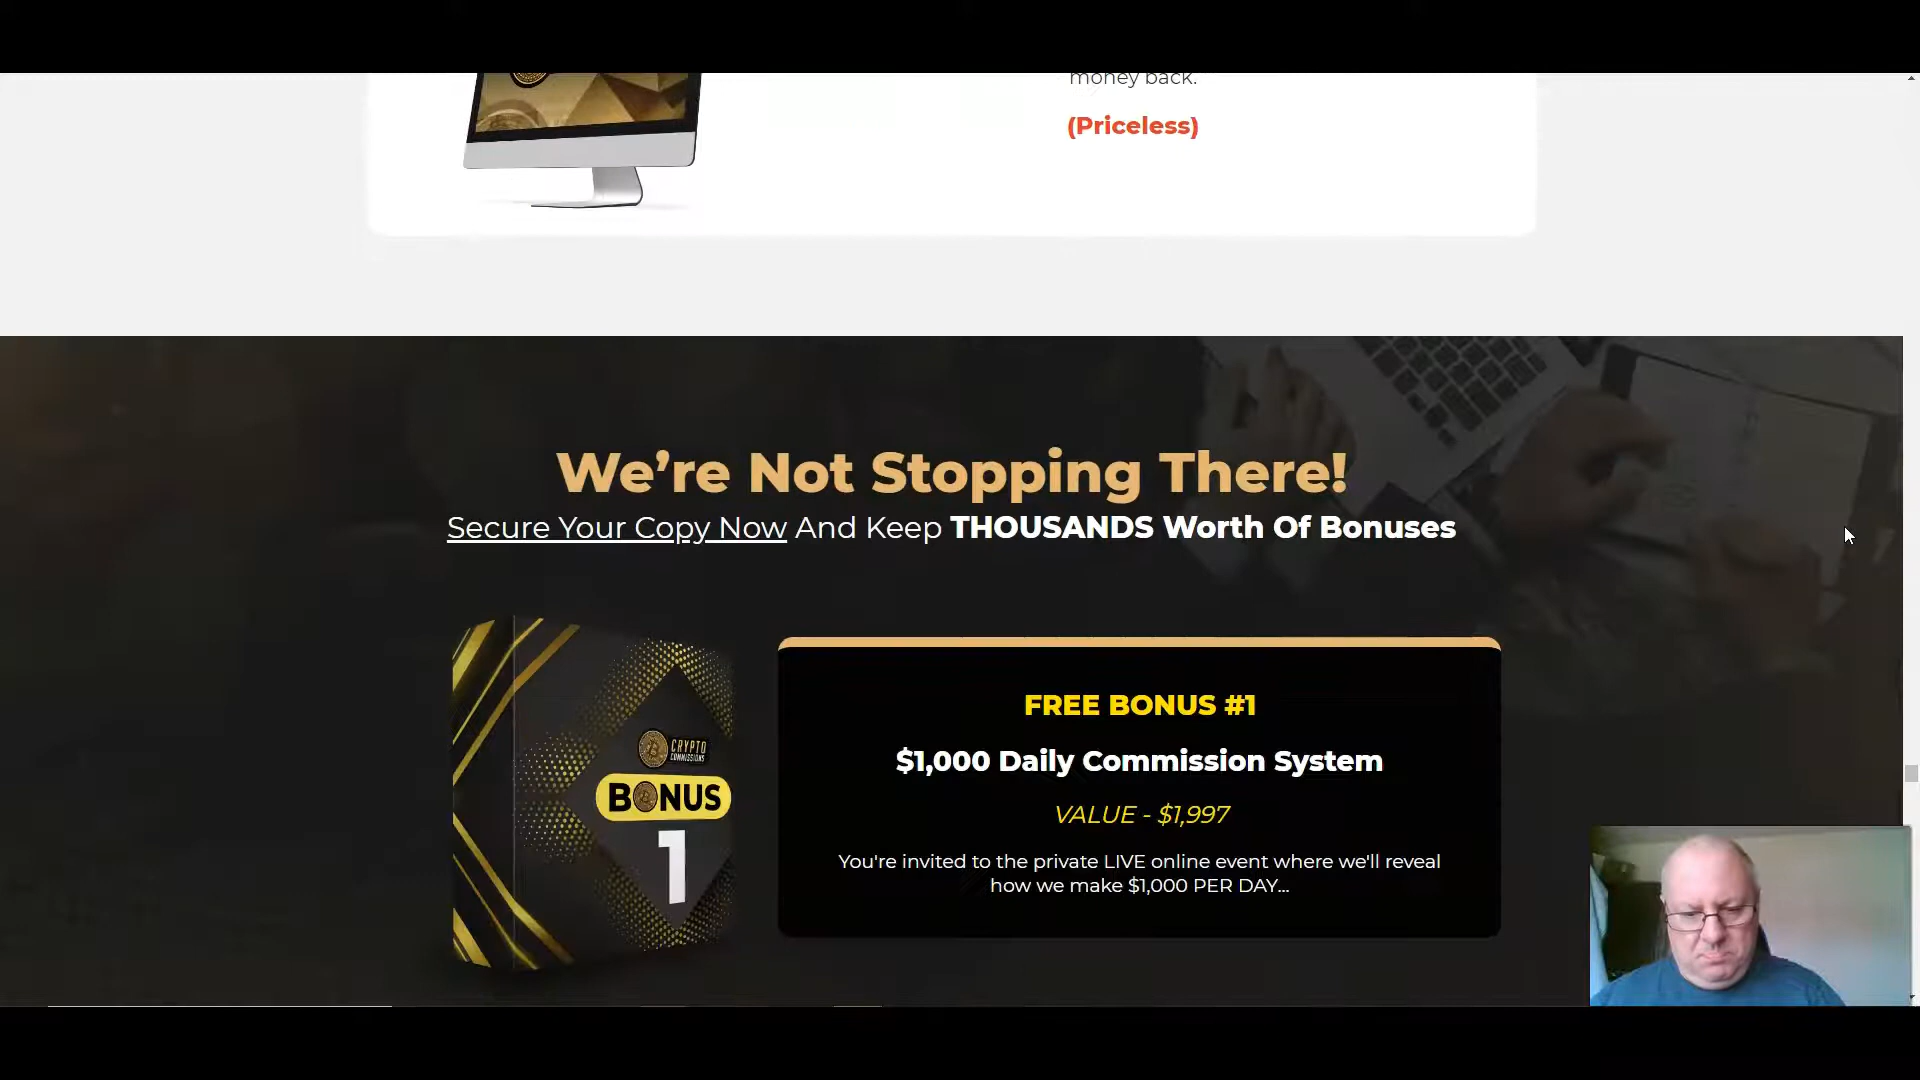 money back.
(Priceless)
We’re Not Stopping There!
Secure Your Copy Now And Keep THOUSANDS Worth Of Bonuses
CRYPTO
COMMISSIONS
BONUS
1
FREE BONUS #1
$1,000 Daily Commission System
VALUE - $1,997
You're invited to the private LIVE online event where we'll reveal
how we make $1,000 PER DAY...